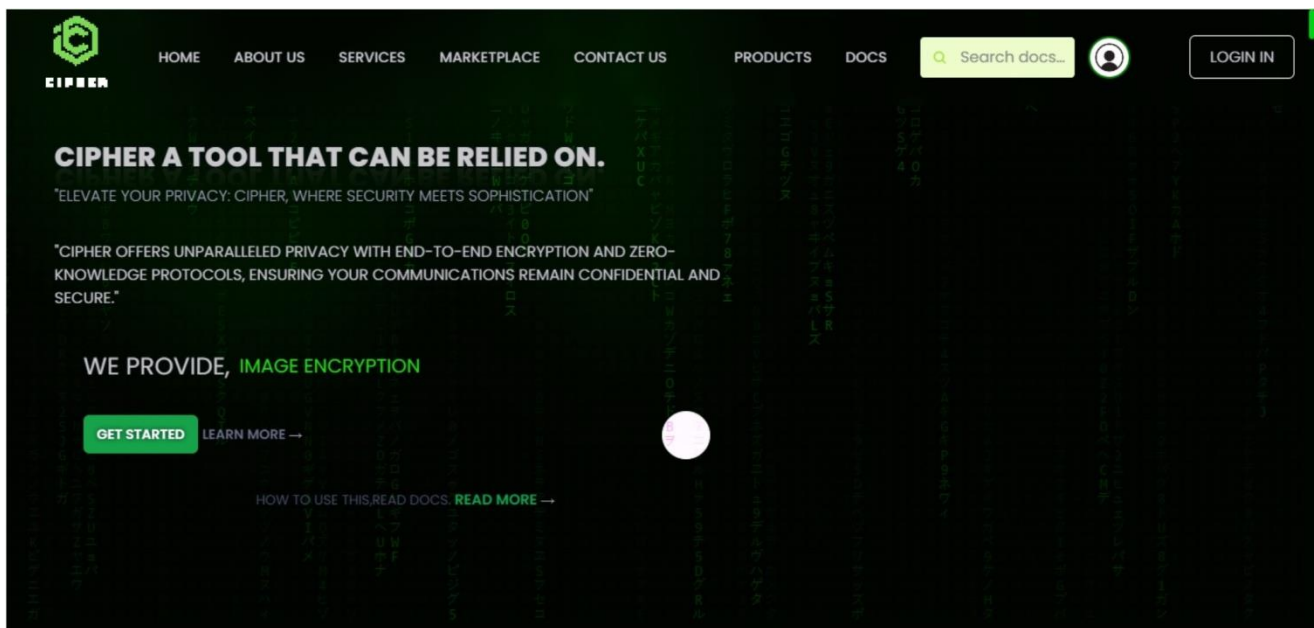 CIPHER
HOME ABOUT US SERVICES MARKETPLACE CONTACT US PRODUCTS DOCS Search docs... LOGIN IN
CIPHER A TOOL THAT CAN BE RELIED ON.
"ELEVATE YOUR PRIVACY: CIPHER, WHERE SECURITY MEETS SOPHISTICATION"
"CIPHER OFFERS UNPARALLELED PRIVACY WITH END-TO-END ENCRYPTION AND ZERO-
KNOWLEDGE PROTOCOLS, ENSURING YOUR COMMUNICATIONS REMAIN CONFIDENTIAL AND
SECURE."
WE PROVIDE, IMAGE ENCRYPTION
GET STARTED LEARN MORE →
HOW TO USE THIS,READ DOCS. READ MORE →